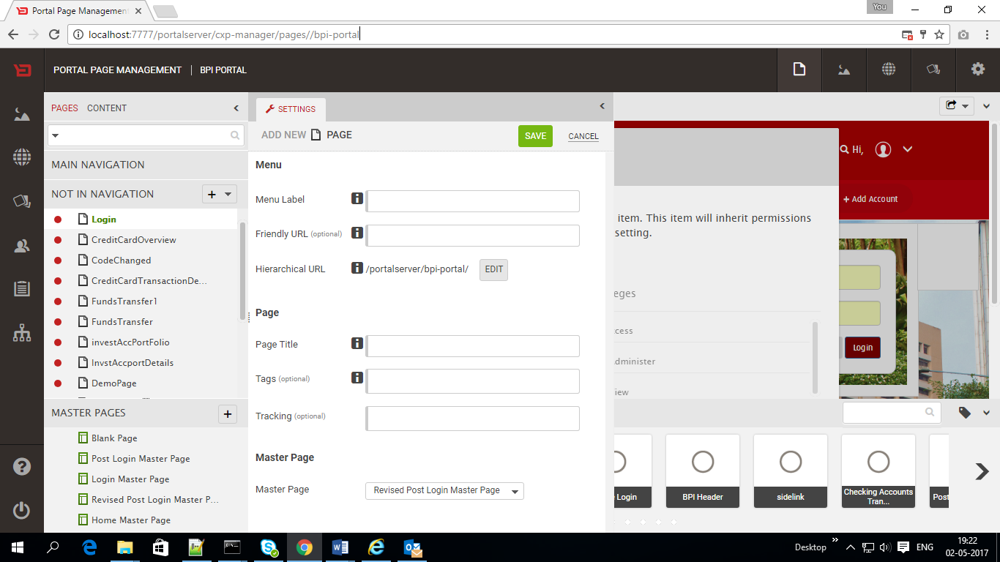 Portal Page Management
You
localhost:7777/portalserver/cxp-manager/pages//bpi-portal
PORTAL PAGE MANAGEMENT | BPI PORTAL
PAGES CONTENT
MAIN NAVIGATION
NOT IN NAVIGATION
Login
CreditCardOverview
CodeChanged
CreditCardTransactionDe...
FundsTransfer1
FundsTransfer
investAccPortFolio
InvstAccportDetails
DemoPage
MASTER PAGES
Blank Page
Post Login Master Page
Login Master Page
Revised Post Login Master P...
Home Master Page
SETTINGS
ADD NEW PAGE
SAVE
CANCEL
Menu
Menu Label
Friendly URL (optional)
Hierarchical URL /portalserver/bpi-portal/ EDIT
Page
Page Title
Tags (optional)
Tracking (optional)
Master Page
Master Page Revised Post Login Master Page
Hi,
+ Add Account
item. This item will inherit permissions
setting.
eges
cess
dminister
iew
Login
Login
BPI Header
sidelink
Checking Accounts
Tran...
Post
Desktop
ENG
19:22
02-05-2017